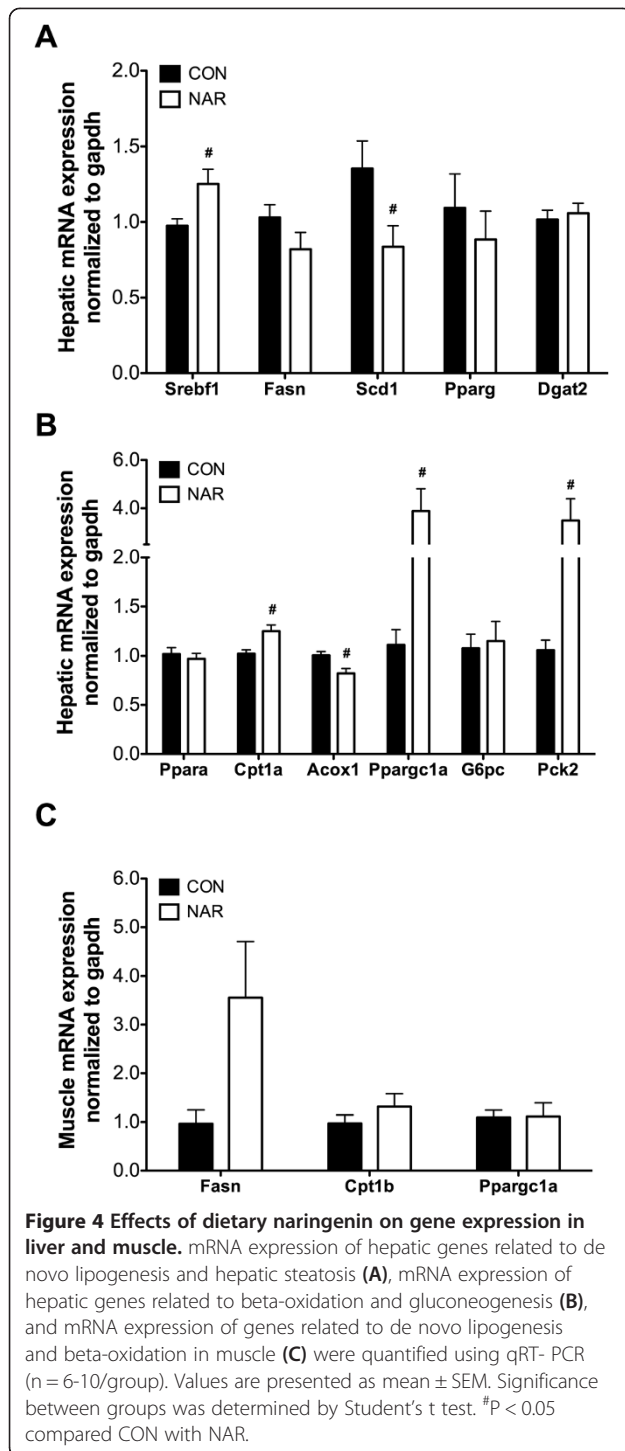 A
CON
NAR
Hepatic mRNA expression
normalized to gapdh
2.0
1.5
1.0
0.5
0.0
#
#
Srebf1 Fasn Scd1 Pparg Dgat2
B
CON
NAR
Hepatic mRNA expression
normalized to gapdh
6.0
4.0
2.0
1.5
1.0
0.5
0.0
#
#
#
#
Ppara Cpt1a Acox1 Ppargc1a G6pc Pck2
C
CON
NAR
Muscle mRNA expression
normalized to gapdh
6.0
5.0
4.0
3.0
2.0
1.0
0.0
Fasn Cpt1b Ppargc1a
Figure 4 Effects of dietary naringenin on gene expression in
liver and muscle. mRNA expression of hepatic genes related to de
novo lipogenesis and hepatic steatosis (A), mRNA expression of
hepatic genes related to beta-oxidation and gluconeogenesis (B),
and mRNA expression of genes related to de novo lipogenesis
and beta-oxidation in muscle (C) were quantified using qRT- PCR
(n = 6-10/group). Values are presented as mean ± SEM. Significance
between groups was determined by Student's t test. #P < 0.05
compared CON with NAR.